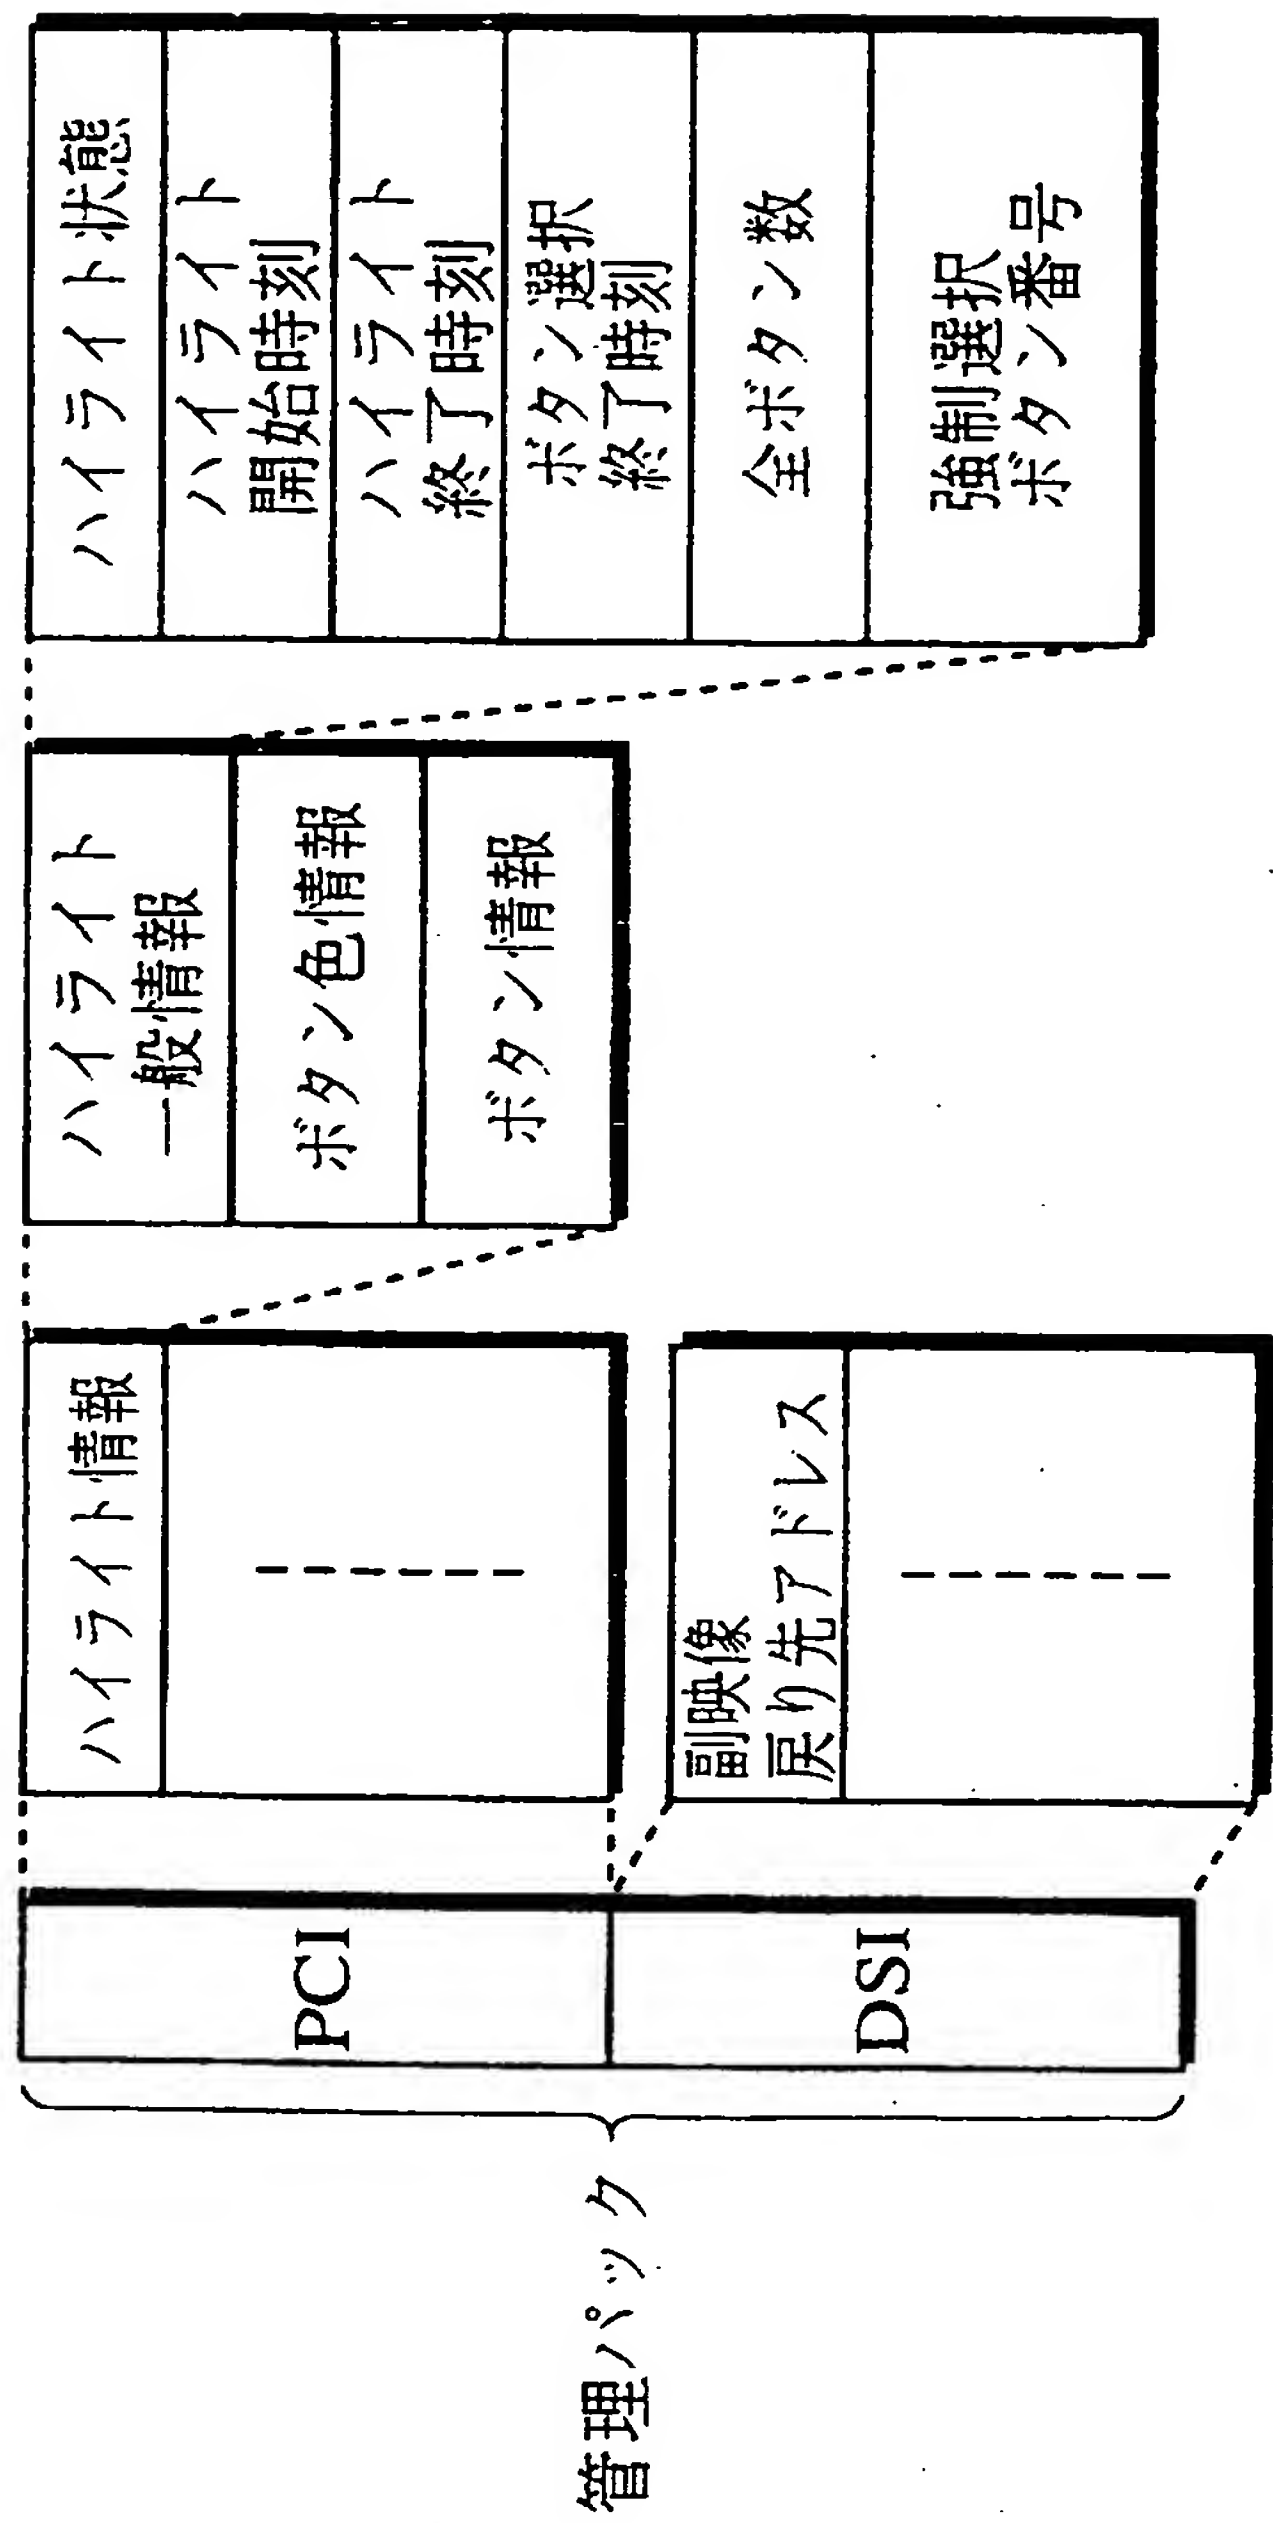 管理パック
PCI
DSI
ハイライト情報
副映像
戻り先アドレス
ハイライト
一般情報
ボタン色情報
ボタン情報
ハイライト状態
ハイライト
開始時刻
ハイライト
終了時刻
ボタン選択
終了時刻
全ボタン数
強制選択
ボタン番号